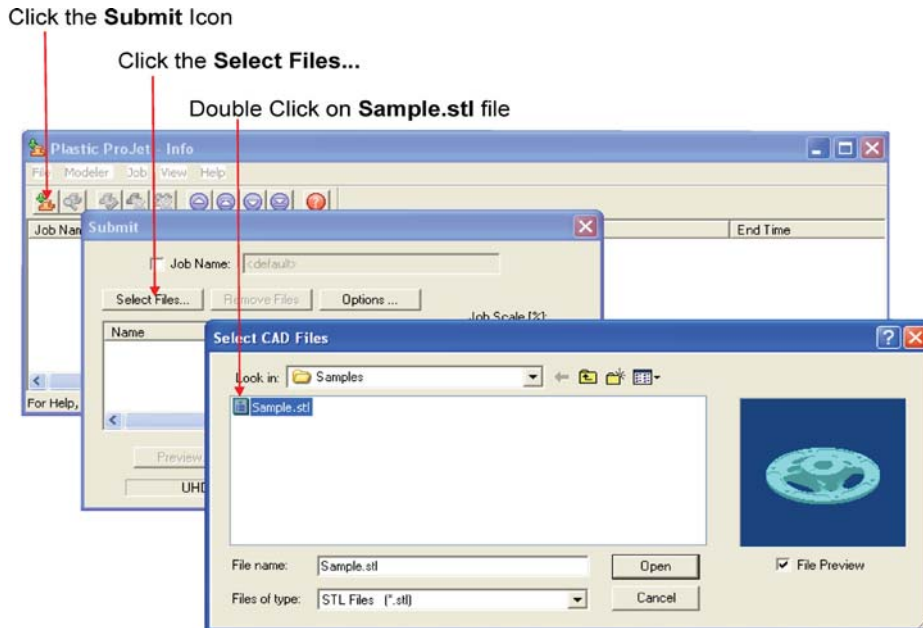 Click the Submit Icon
Click the Select Files...
Double Click on Sample.stl file
Plastic ProJet - Info
File Modeler Job View Help
Job Nan
End Time
Submit
Job Name: <default>
Select Files... Remove Files Options ...
Job Scale [%]:
Name
Select CAD Files
Look in: Samples
Sample.stl
For Help,
Preview
UHD
File name: Sample.stl Open File Preview
Files of type: STL Files (*.stl) Cancel